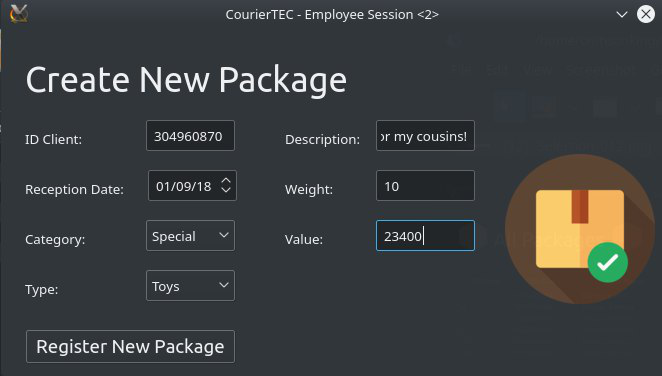 CourierTEC - Employee Session <2>
Create New Package
ID Client: 304960870 Description: or my cousins!
Reception Date: 01/09/18 Weight: 10
Category: Special Value: 23400
Type: Toys
Register New Package